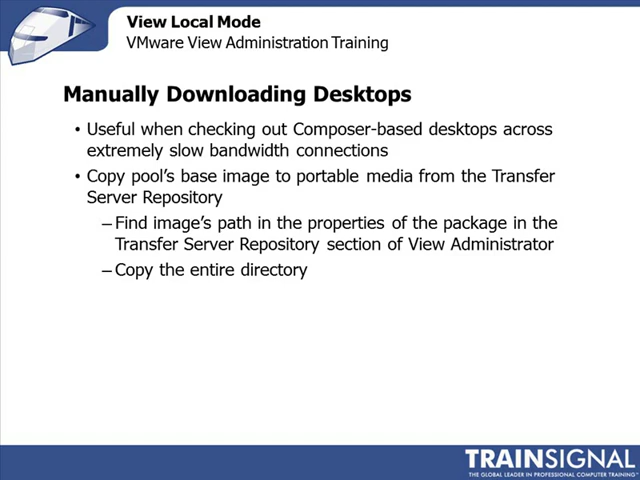 View Local Mode
VMware View Administration Training
Manually Downloading Desktops
• Useful when checking out Composer-based desktops across
extremely slow bandwidth connections
• Copy pool's base image to portable media from the Transfer
Server Repository
– Find image's path in the properties of the package in the
Transfer Server Repository section of View Administrator
– Copy the entire directory
TRAINSIGNAL
THE GLOBAL LEADER IN PROFESSIONAL COMPUTER TRAINING